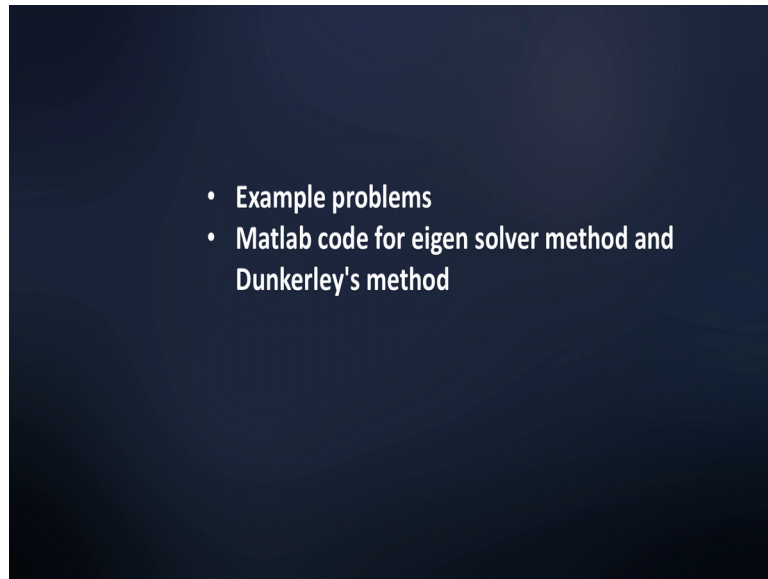 • Example problems
• Matlab code for eigen solver method and
Dunkerley's method